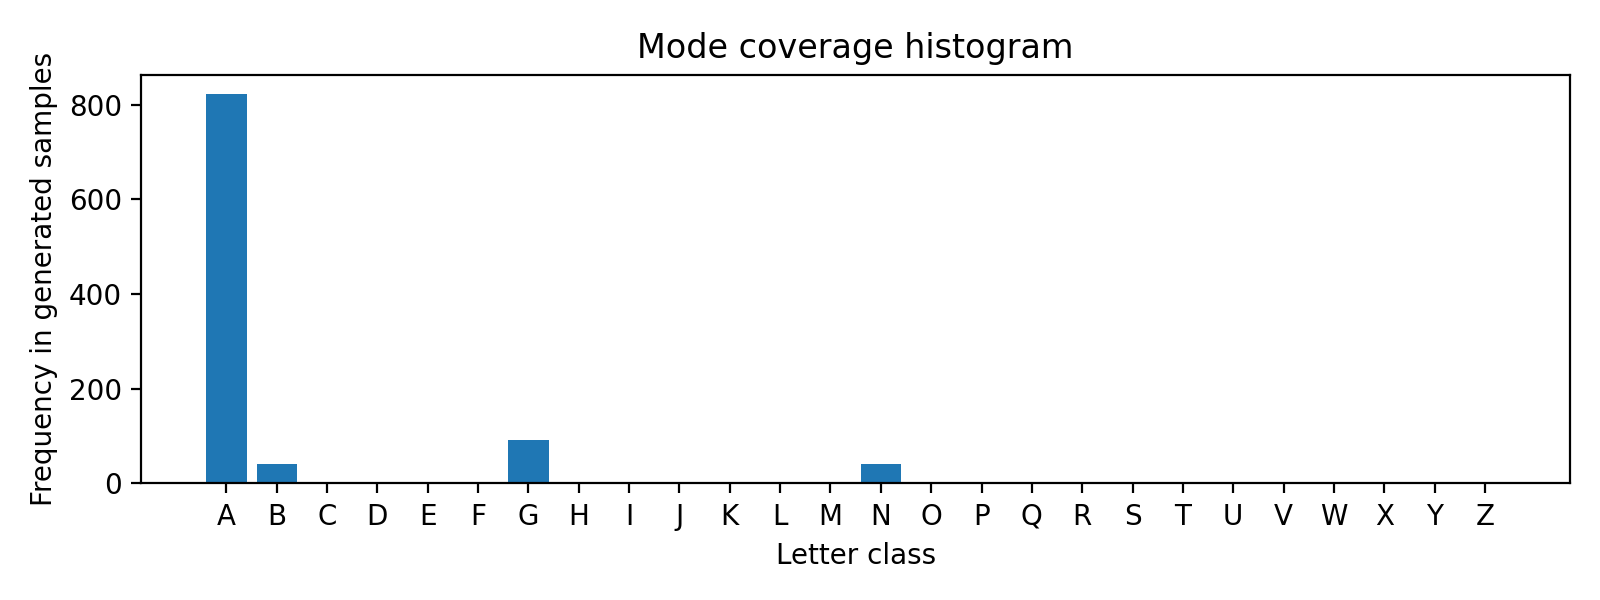 Mode coverage histogram
Frequency in generated samples
800
600
400
200
0
A B C D E F G H I J K L M N O P Q R S T U V W X Y Z
Letter class